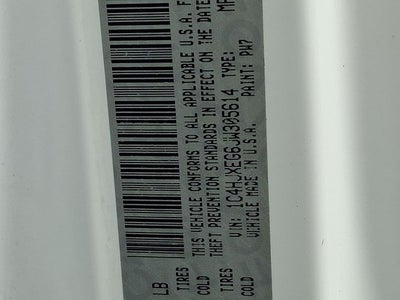 LB
TIRES
COLD
THIS VEHICLE CONFORMS TO ALL APPLICABLE U.S.A. F
THEFT PREVENTION STANDARDS IN EFFECT ON THE DATE
TIRES
COLD
VIN: 1C4HJXEG6JW305614 TYPE: MP
VEHICLE MADE IN U.S.A. PAINT: PW7